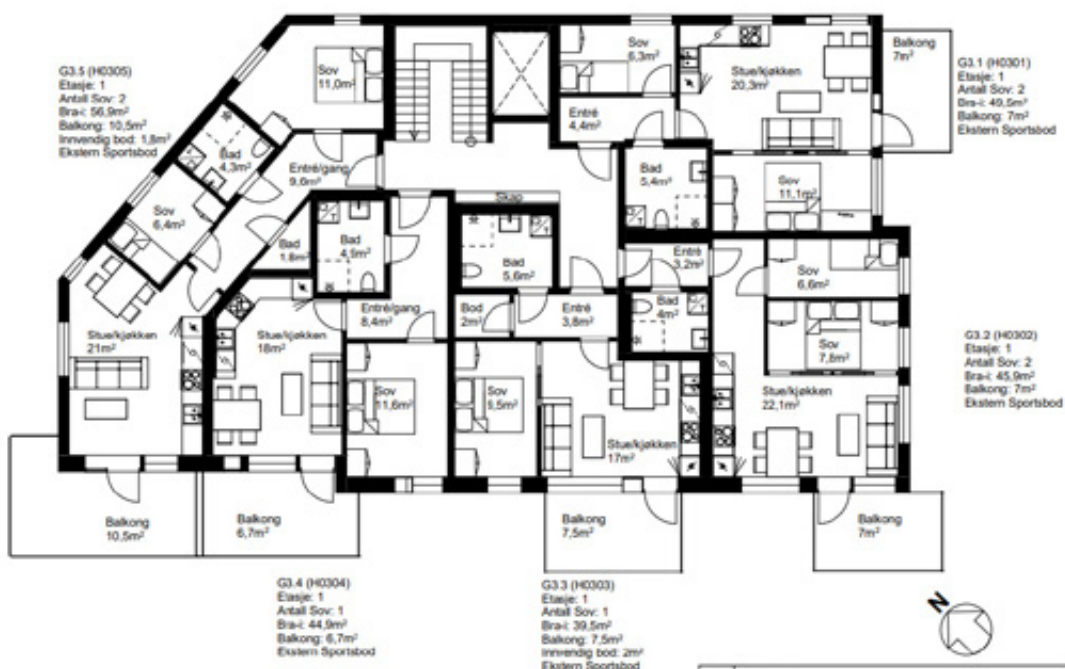 G3.5 (H0305)
Etasje: 1
Antall Sov: 2
Bra-i: 56,9m²
Balkong: 10,5m²
Innvendig bod: 1,8m²
Ekstern Sportsbod
Sov
11,0m²
Bad
4,3m²
Entré/gang
9,6m²
Sov
6,4m²
Bad
1,8m²
Stue/kjøkken
21m²
Balkong
10,5m²
Bad
4,9m²
Entré/gang
8,4m²
Stue/kjøkken
18m²
Sov
11,6m²
Balkong
6,7m²
G3.4 (H0304)
Etasje: 1
Antall Sov: 1
Bra-i: 44,9m²
Balkong: 6,7m²
Ekstern Sportsbod
Skap
Bad
5,6m²
Bod
2m²
Entré
3,8m²
Sov
9,5m²
Stue/kjøkken
17m²
Balkong
7,5m²
G3.3 (H0303)
Etasje: 1
Antall Sov: 1
Bra-i: 39,5m²
Balkong: 7,5m²
Innvendig bod: 2m²
Ekstern Sportsbod
Sov
6,3m²
Entré
4,4m²
Stue/kjøkken
20,3m²
Balkong
7m²
Bad
5,4m²
Sov
11,1m²
G3.1 (H0301)
Etasje: 1
Antall Sov: 2
Bra-i: 49,5m²
Balkong: 7m²
Ekstern Sportsbod
Entré
3,2m²
Bad
4m²
Sov
6,6m²
Sov
7,8m²
Stue/kjøkken
22,1m²
Balkong
7m²
G3.2 (H0302)
Etasje: 1
Antall Sov: 2
Bra-i: 45,9m²
Balkong: 7m²
Ekstern Sportsbod
N